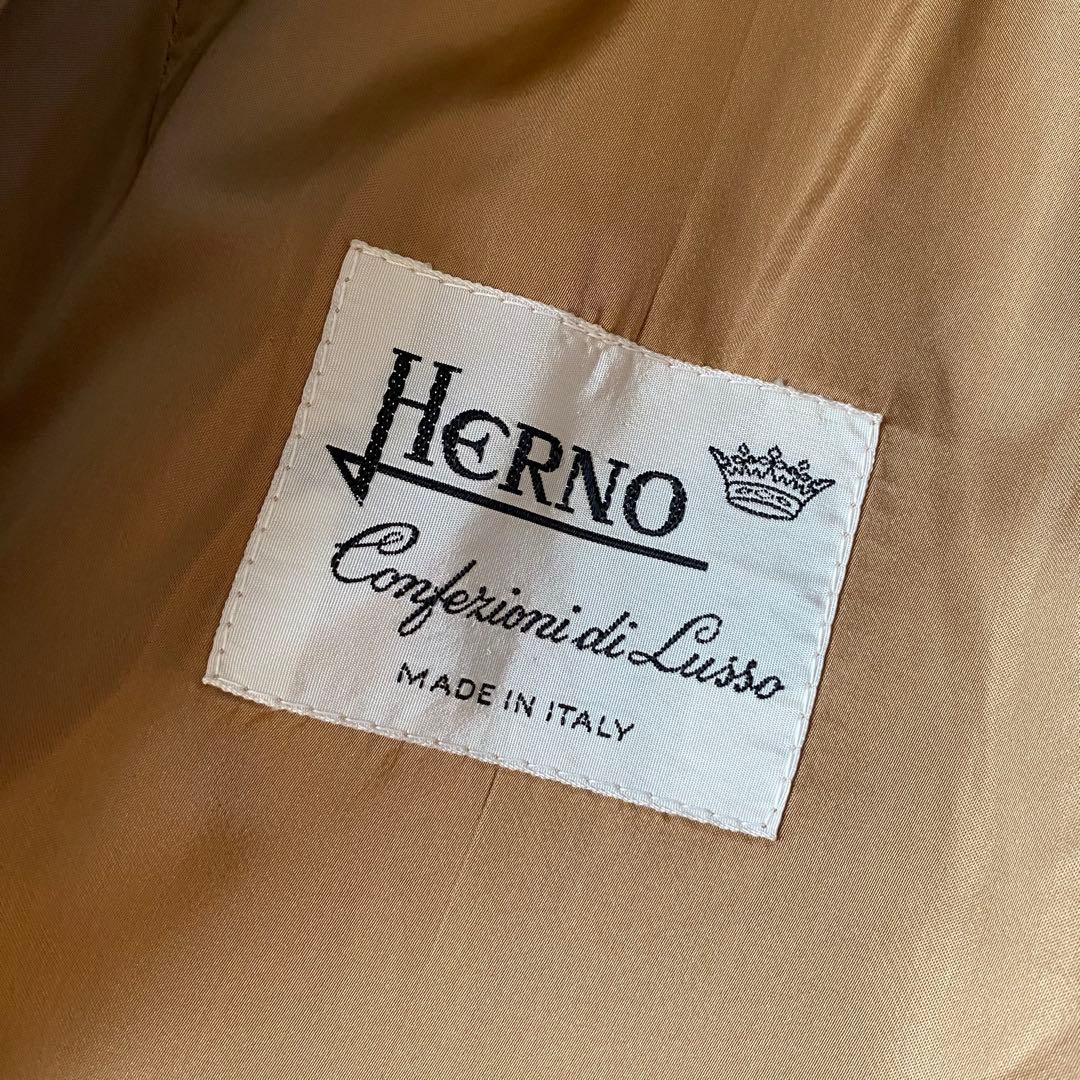 HERNO
Confezioni di Lusso
MADE IN ITALY